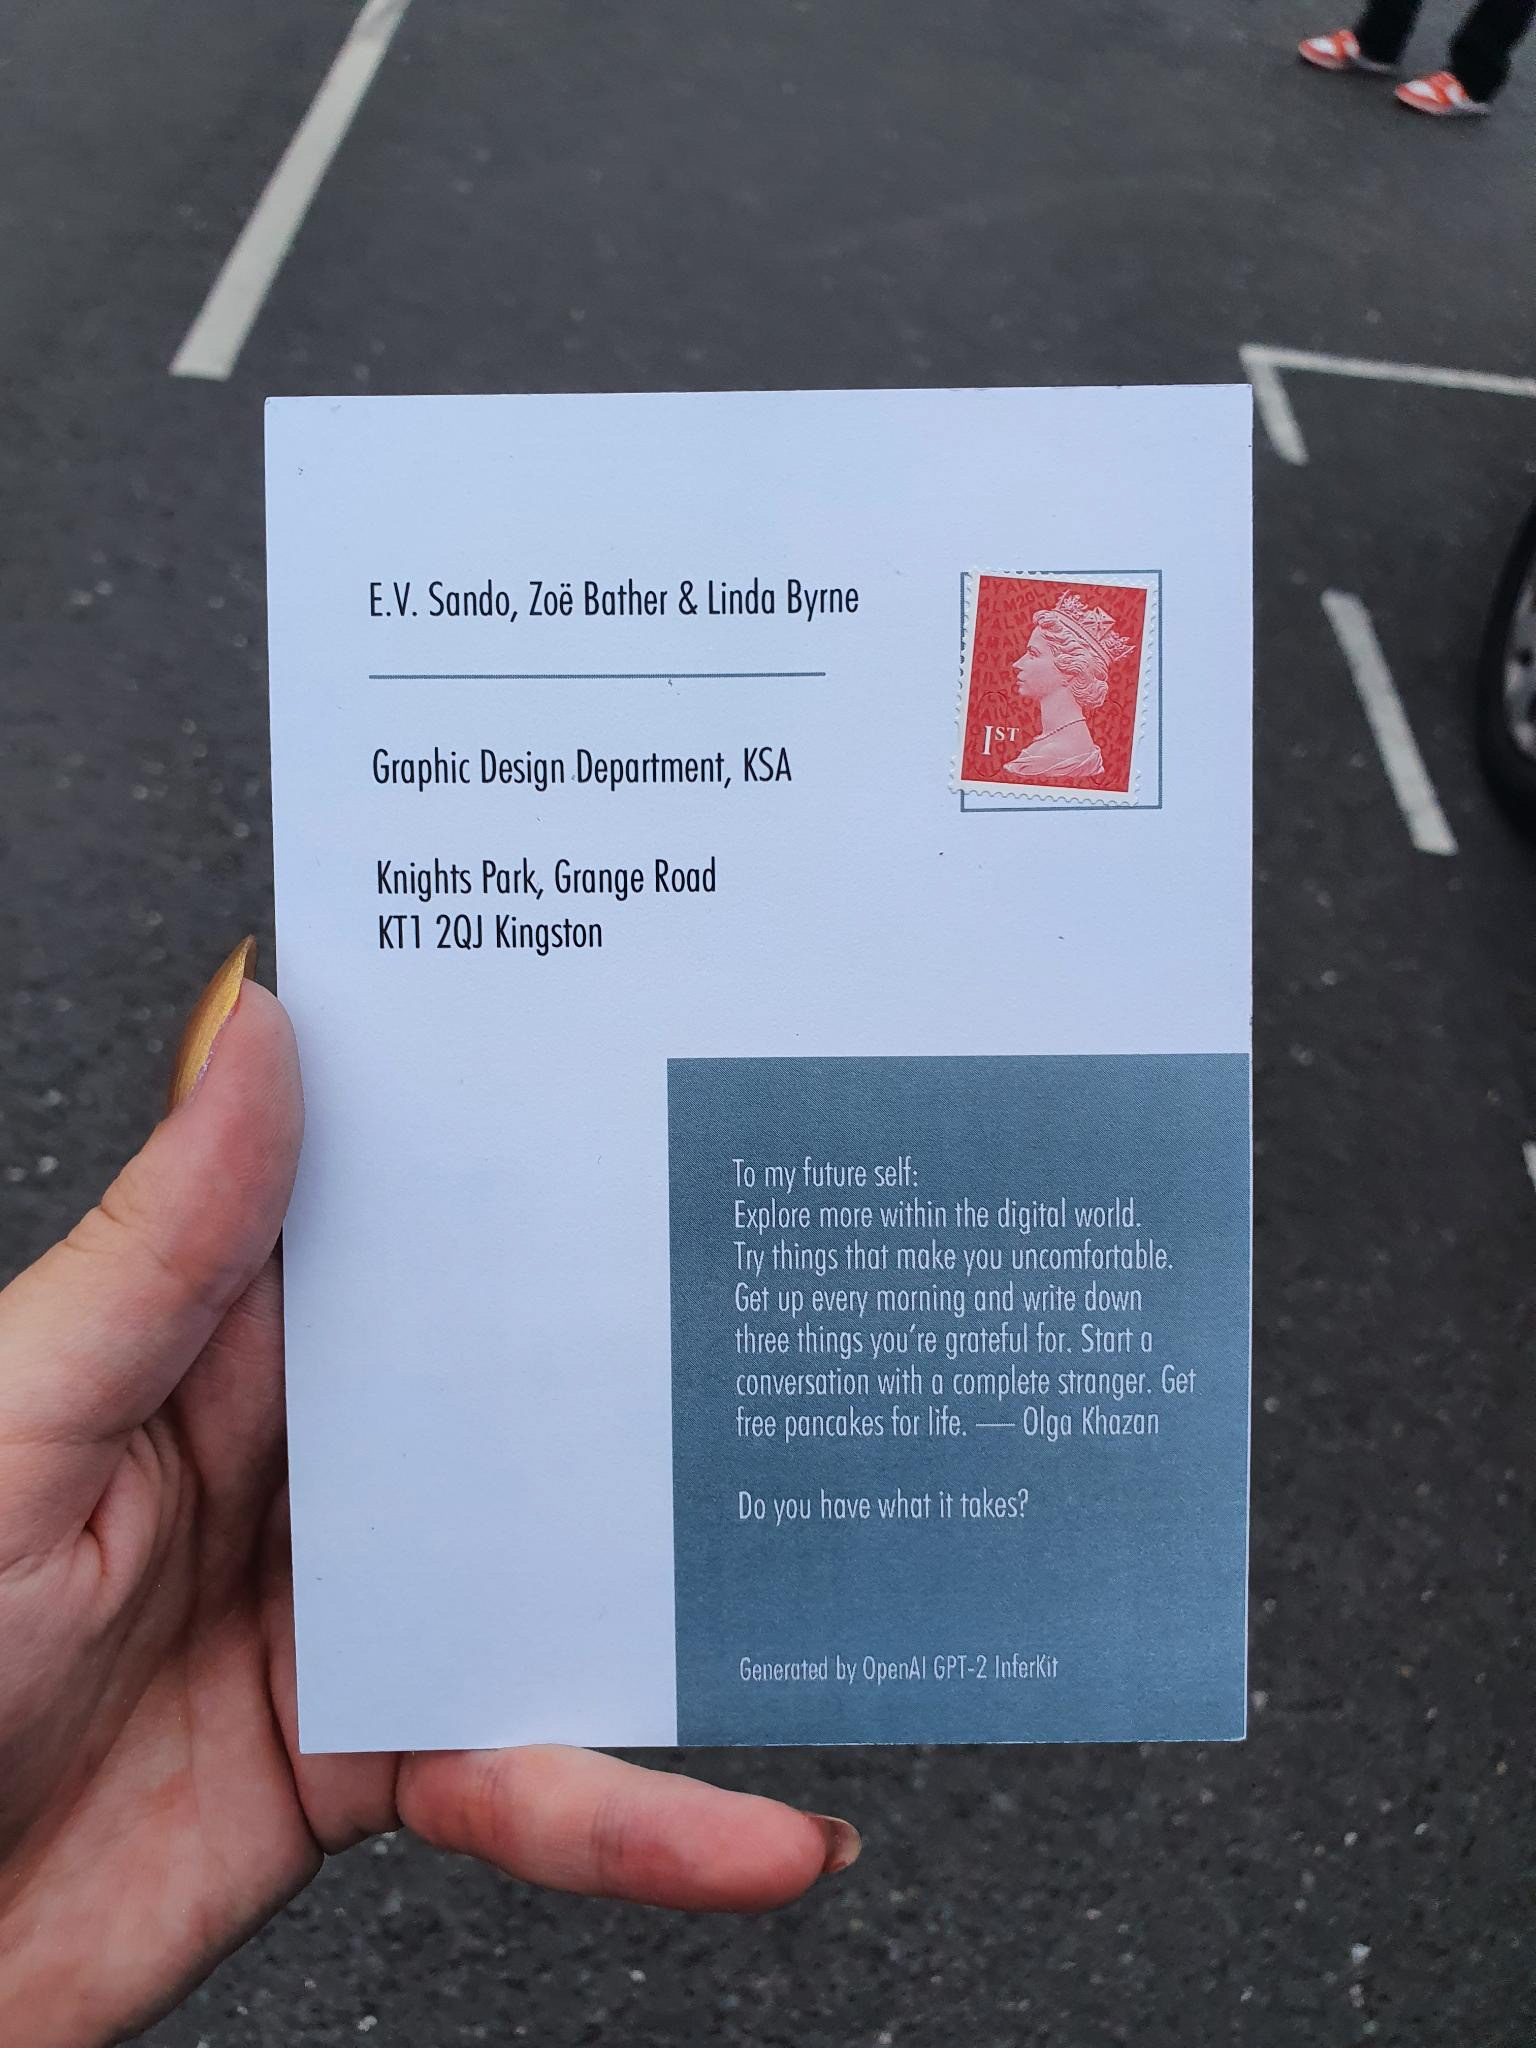 E.V. Sando, Zoë Bather & Linda Byrne
1ST
Graphic Design Department, KSA
Knights Park, Grange Road
KT1 2QJ Kingston
To my future self:
Explore more within the digital world.
Try things that make you uncomfortable.
Get up every morning and write down
three things you're grateful for. Start a
conversation with a complete stranger. Get
free pancakes for life. — Olga Khazan
Do you have what it takes?
Generated by OpenAI GPT-2 InferKit